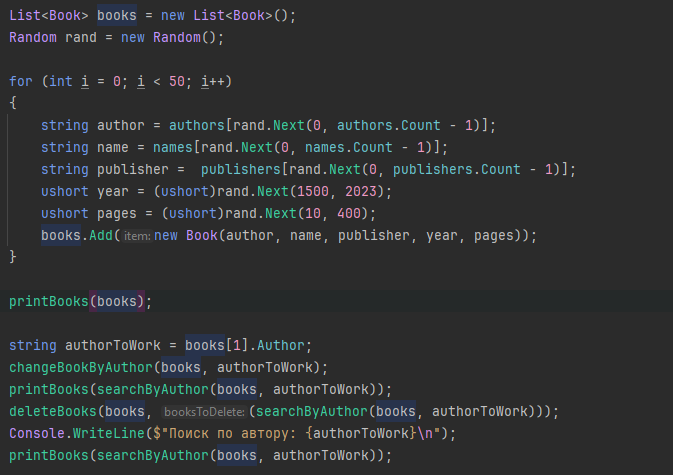 List<Book> books = new List<Book>();
Random rand = new Random();
for (int i = 0; i < 50; i++)
{
string author = authors[rand.Next(0, authors.Count - 1)];
string name = names[rand.Next(0, names.Count - 1)];
string publisher =  publishers[rand.Next(0, publishers.Count - 1)];
ushort year = (ushort)rand.Next(1500, 2023);
ushort pages = (ushort)rand.Next(10, 400);
books.Add(item:new Book(author, name, publisher, year, pages));
}
printBooks(books);
string authorToWork = books[1].Author;
changeBookByAuthor(books, authorToWork);
printBooks(searchByAuthor(books, authorToWork));
deleteBooks(books, booksToDelete:(searchByAuthor(books, authorToWork)));
Console.WriteLine($"Поиск по автору: {authorToWork}\n");
printBooks(searchByAuthor(books, authorToWork));